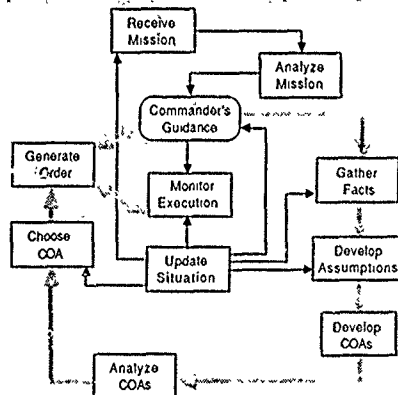 Receive
Mission
Analyze
Mission
Commander's
Guidance
Generate
Order
Gather
Facts
Monitor
Execution
Choose
COA
Update
Situation
Develop
Assumptions
Develop
COAs
Analyze
COAs